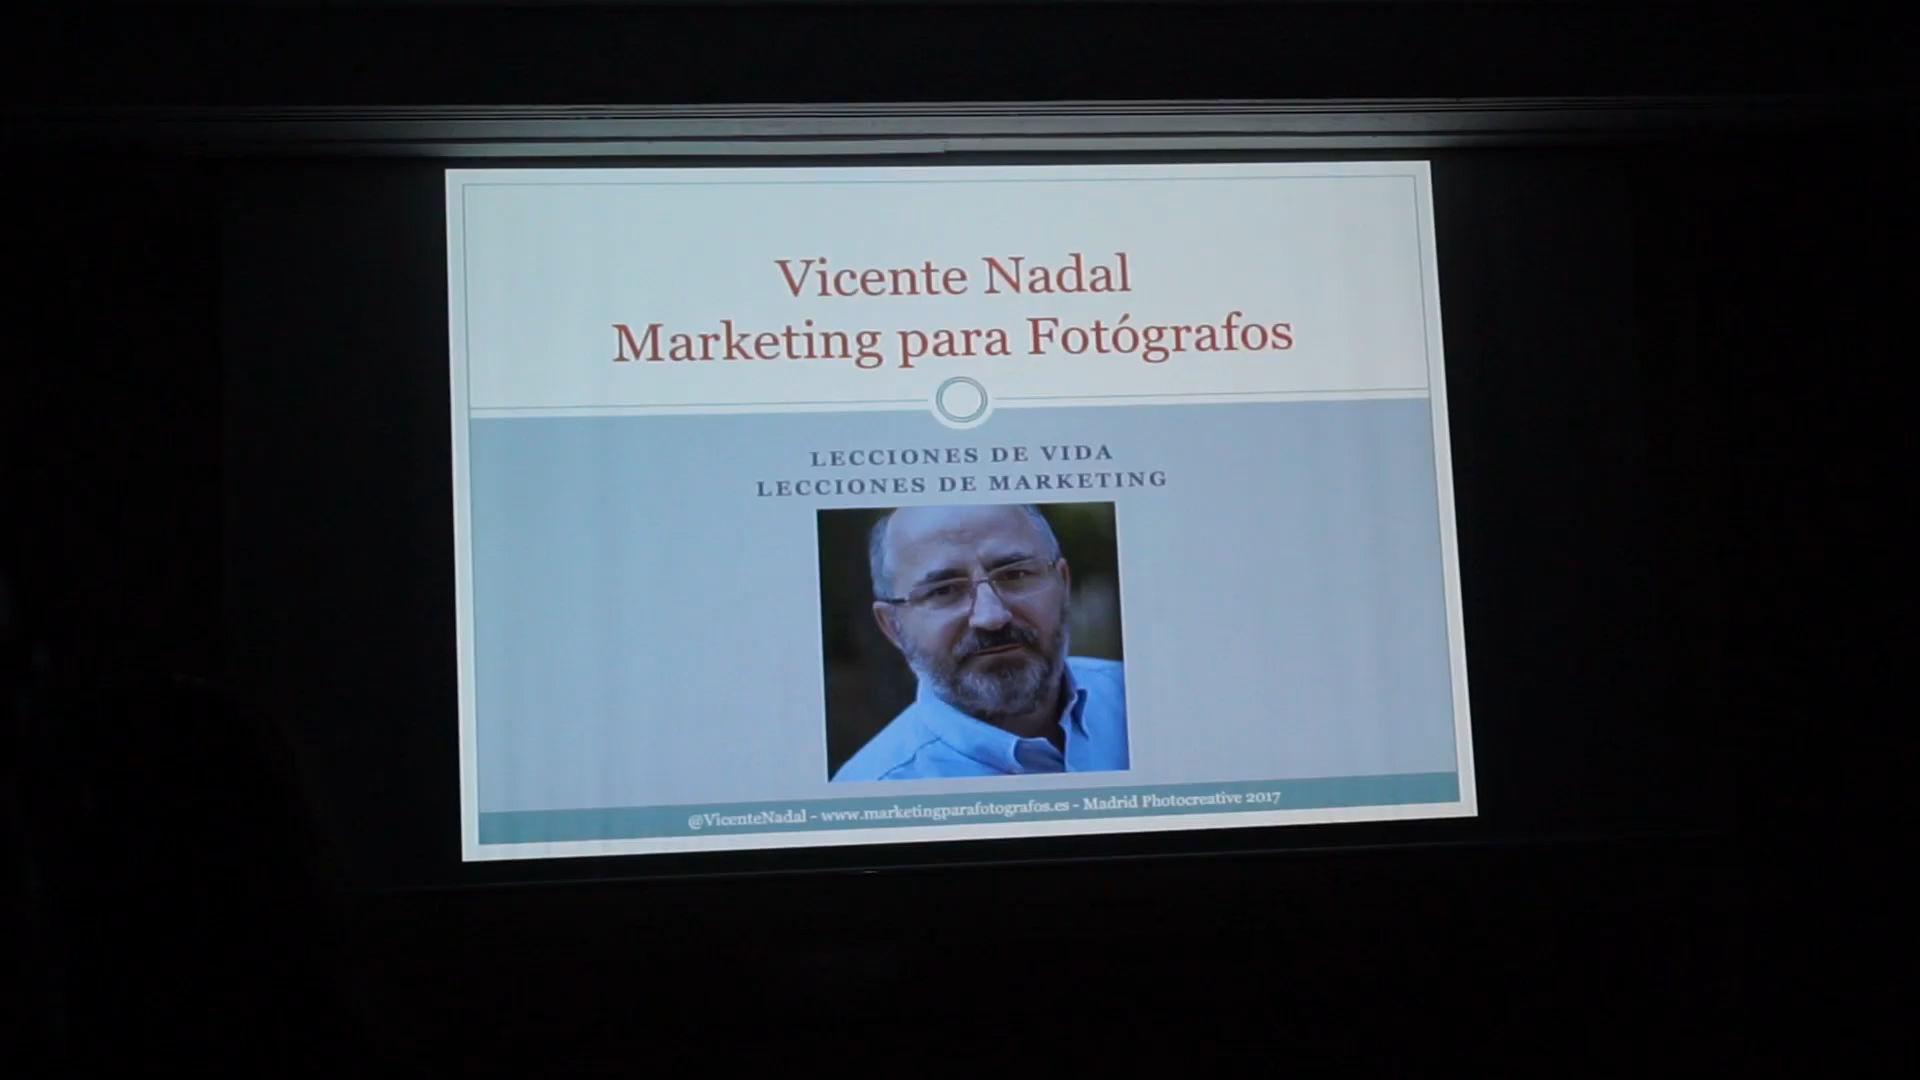 Vicente Nadal
Marketing para Fotógrafos
LECCIONES DE VIDA
LECCIONES DE MARKETING
@VicenteNadal - www.marketingparafotografos.es - Madrid Photocreative 2017